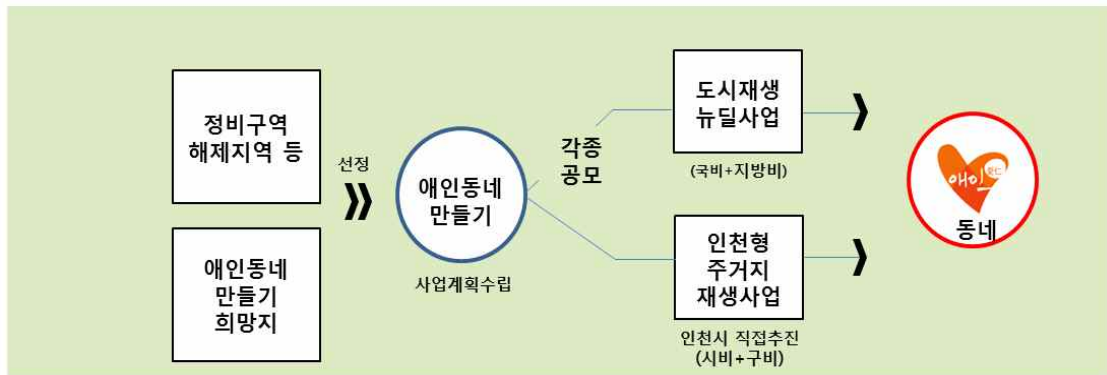 정비구역
해제지역 등
애인동네
만들기
희망지
선정
애인동네
만들기
사업계획수립
각종
공모
도시재생
뉴딜사업
(국비+지방비)
인천형
주거지
재생사업
인천시 직접추진
(시비+구비)
애인
동네